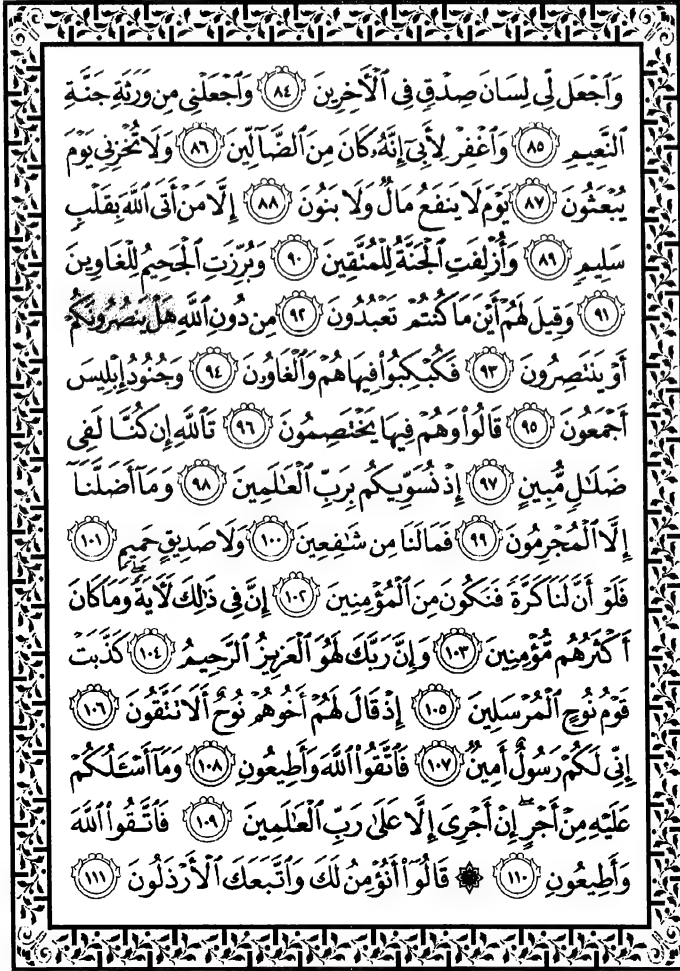 وَٱجْعَل لِّي لِسَانَ صِدْقٍ فِي ٱلْآخِرِينَ ٨٤ وَٱجْعَلْنِي مِن وَرَثَةِ جَنَّةِ
ٱلنَّعِيمِ ٨٥ وَٱغْفِرْ لِأَبِيٓ إِنَّهُۥ كَانَ مِنَ ٱلضَّآلِّينَ ٨٦ وَلَا تُخْزِنِي يَوْمَ
يُبْعَثُونَ ٨٧ يَوْمَ لَا يَنفَعُ مَالٌ وَلَا بَنُونَ ٨٨ إِلَّا مَنْ أَتَى ٱللَّهَ بِقَلْبٍ
سَلِيمٍ ٨٩ وَأُزْلِفَتِ ٱلْجَنَّةُ لِلْمُتَّقِينَ ٩٠ وَبُرِّزَتِ ٱلْجَحِيمُ لِلْغَاوِينَ
٩١ وَقِيلَ لَهُمْ أَيْنَ مَا كُنتُمْ تَعْبُدُونَ ٩٢ مِن دُونِ ٱللَّهِ هَلْ يَنصُرُونَكُمْ
أَوْ يَنتَصِرُونَ ٩٣ فَكُبْكِبُوا۟ فِيهَا هُمْ وَٱلْغَاوُۥنَ ٩٤ وَجُنُودُ إِبْلِيسَ
أَجْمَعُونَ ٩٥ قَالُوا۟ وَهُمْ فِيهَا يَخْتَصِمُونَ ٩٦ تَٱللَّهِ إِن كُنَّا لَفِي
ضَلَٰلٍ مُّبِينٍ ٩٧ إِذْ نُسَوِّيكُم بِرَبِّ ٱلْعَٰلَمِينَ ٩٨ وَمَآ أَضَلَّنَآ
إِلَّا ٱلْمُجْرِمُونَ ٩٩ فَمَا لَنَا مِن شَٰفِعِينَ ١٠٠ وَلَا صَدِيقٍ حَمِيمٍ ١٠١
فَلَوْ أَنَّ لَنَا كَرَّةً فَنَكُونَ مِنَ ٱلْمُؤْمِنِينَ ١٠٢ إِنَّ فِي ذَٰلِكَ لَآيَةً ۖ وَمَا كَانَ
أَكْثَرُهُم مُّؤْمِنِينَ ١٠٣ وَإِنَّ رَبَّكَ لَهُوَ ٱلْعَزِيزُ ٱلرَّحِيمُ ١٠٤ كَذَّبَتْ
قَوْمُ نُوحٍ ٱلْمُرْسَلِينَ ١٠٥ إِذْ قَالَ لَهُمْ أَخُوهُمْ نُوحٌ أَلَا تَتَّقُونَ ١٠٦
إِنِّي لَكُمْ رَسُولٌ أَمِينٌ ١٠٧ فَٱتَّقُوا۟ ٱللَّهَ وَأَطِيعُونِ ١٠٨ وَمَآ أَسْـَٔلُكُمْ
عَلَيْهِ مِنْ أَجْرٍ ۖ إِنْ أَجْرِيَ إِلَّا عَلَىٰ رَبِّ ٱلْعَٰلَمِينَ ١٠٩ فَٱتَّقُوا۟ ٱللَّهَ
وَأَطِيعُونِ ١١٠ ۞ قَالُوٓا۟ أَنُؤْمِنُ لَكَ وَٱتَّبَعَكَ ٱلْأَرْذَلُونَ ١١١